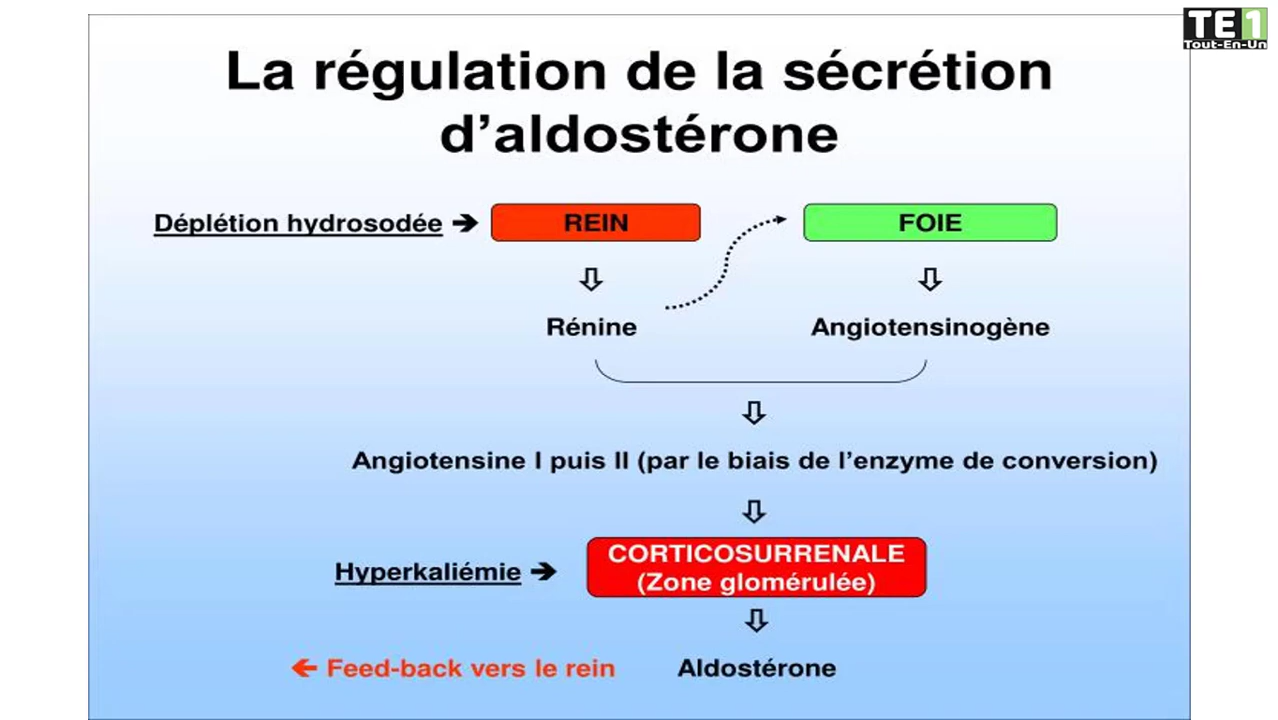 TE1
Tout-En-Un
La régulation de la sécrétion
d’aldostérone
Déplétion hydrosodée ➔ REIN FOIE
Rénine Angiotensinogène
Angiotensine I puis II (par le biais de l’enzyme de conversion)
Hyperkaliémie ➔ CORTICOSURRENALE
(Zone glomérulée)
Feed-back vers le rein Aldostérone